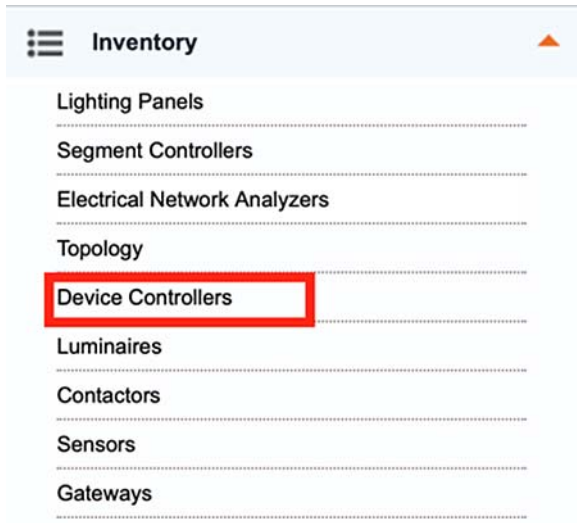 Inventory
Lighting Panels
Segment Controllers
Electrical Network Analyzers
Topology
Device Controllers
Luminaires
Contactors
Sensors
Gateways